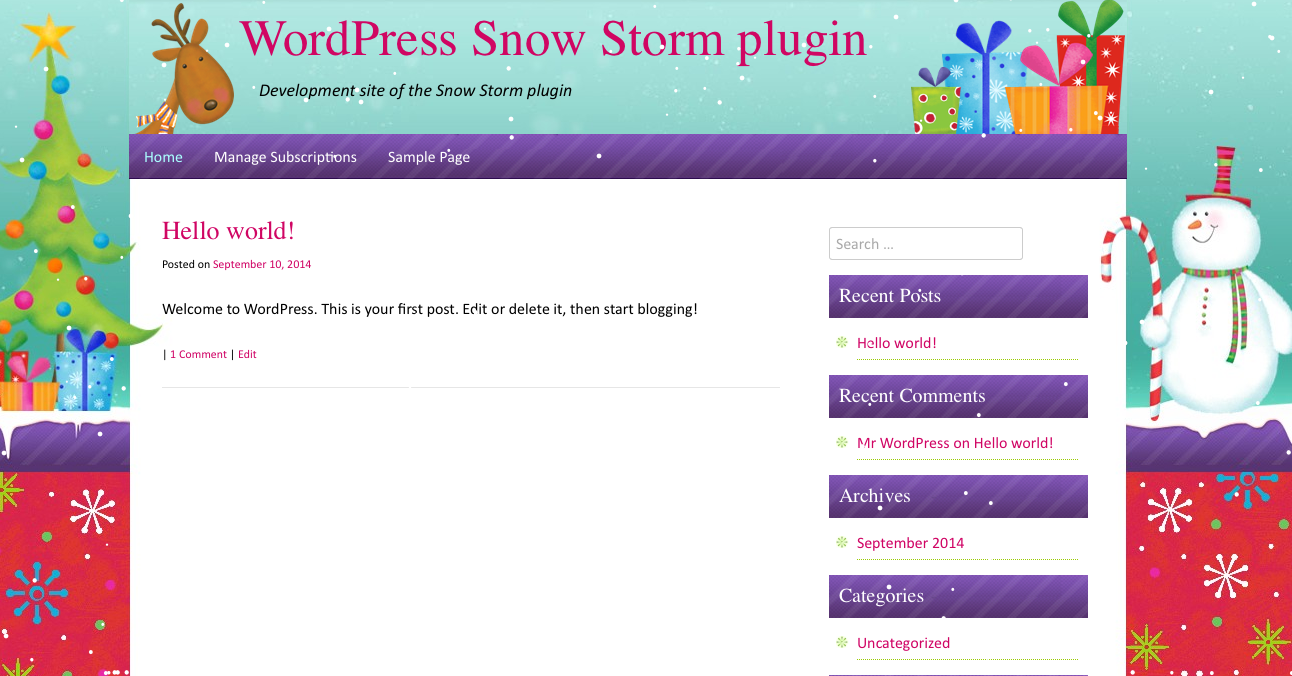 WordPress Snow Storm plugin
Development site of the Snow Storm plugin
Home Manage Subscriptions Sample Page
Hello world!
Posted on September 10, 2014
Welcome to WordPress. This is your first post. Edit or delete it, then start blogging!
| 1 Comment | Edit
Search ...
Recent Posts
Hello world!
Recent Comments
Mr WordPress on Hello world!
Archives
September 2014
Categories
Uncategorized